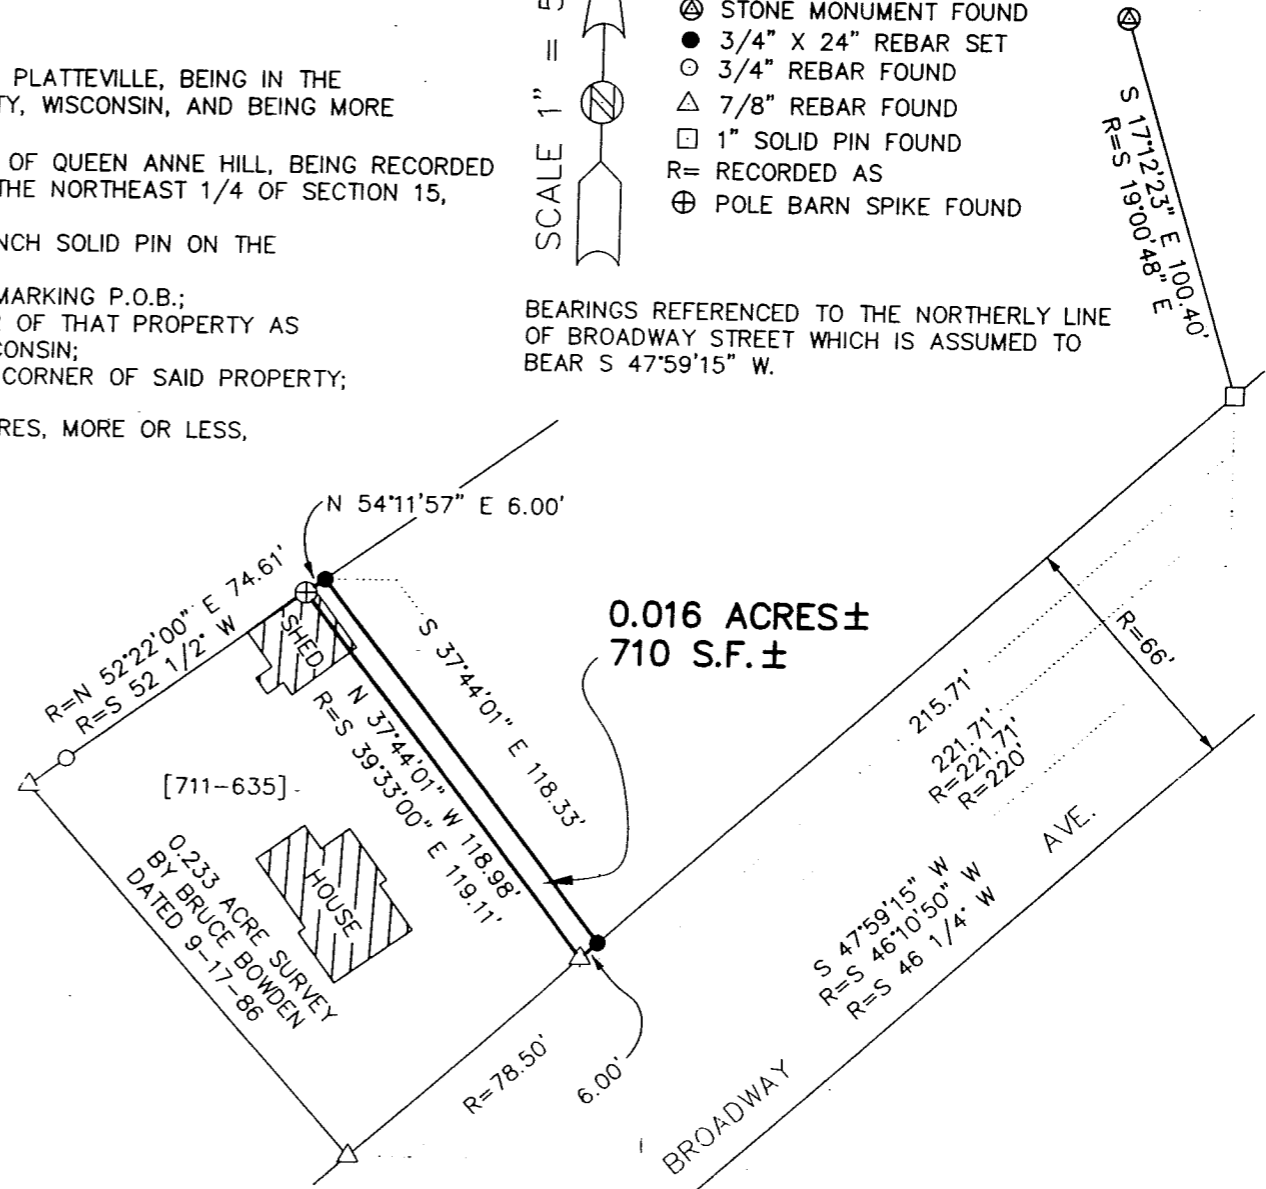 PLATTEVILLE, BEING IN THE
TY, WISCONSIN, AND BEING MORE
OF QUEEN ANNE HILL, BEING RECORDED
THE NORTHEAST 1/4 OF SECTION 15,
NCH SOLID PIN ON THE
MARKING P.O.B.;
OF THAT PROPERTY AS
CONSIN;
CORNER OF SAID PROPERTY;
RES, MORE OR LESS,
SCALE 1" = 5
N
STONE MONUMENT FOUND
3/4" X 24" REBAR SET
3/4" REBAR FOUND
7/8" REBAR FOUND
1" SOLID PIN FOUND
R= RECORDED AS
POLE BARN SPIKE FOUND
BEARINGS REFERENCED TO THE NORTHERLY LINE
OF BROADWAY STREET WHICH IS ASSUMED TO
BEAR S 47°59'15" W.
S 17°12'23" E 100.40'
R=S 19°00'48" E
N 54°11'57" E 6.00'
R=N 52°22'00" E 74.61'
R=S 52 1/2° W
SHED
0.016 ACRES±
710 S.F.±
S 37°44'01" E 118.33'
N 37°44'01" W 118.98'
R=S 39°33'00" E 119.11'
[711-635]
HOUSE
0.233 ACRE SURVEY
BY BRUCE BOWDEN
DATED 9-17-86
R=66'
215.71'
221.71'
R=221.71'
R=220'
S 47°59'15" W
R=S 46°10'50" W
R=S 46 1/4° W
R=78.50'
6.00'
BROADWAY AVE.